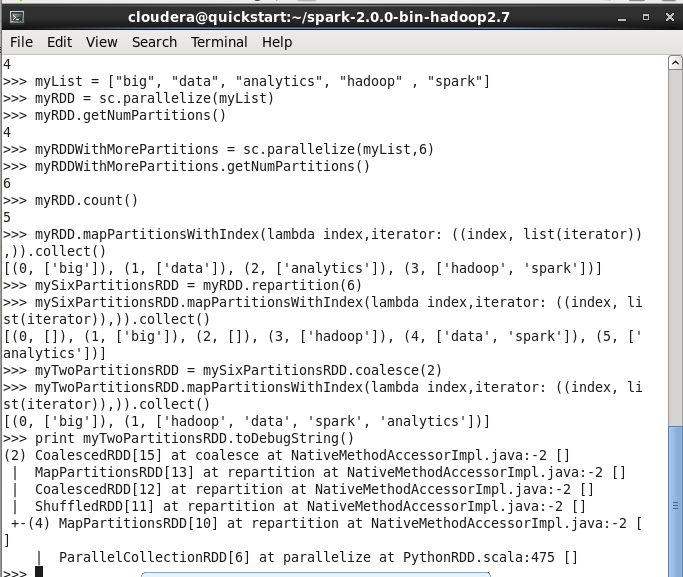 cloudera@quickstart:~/spark-2.0.0-bin-hadoop2.7
File Edit View Search Terminal Help
4
>>> myList = ["big", "data", "analytics", "hadoop" , "spark"]
>>> myRDD = sc.parallelize(myList)
>>> myRDD.getNumPartitions()
4
>>> myRDDWithMorePartitions = sc.parallelize(myList,6)
>>> myRDDWithMorePartitions.getNumPartitions()
6
>>> myRDD.count()
5
>>> myRDD.mapPartitionsWithIndex(lambda index,iterator: ((index, list(iterator))
,)).collect()
[(0, ['big']), (1, ['data']), (2, ['analytics']), (3, ['hadoop', 'spark'])]
>>> mySixPartitionsRDD = myRDD.repartition(6)
>>> mySixPartitionsRDD.mapPartitionsWithIndex(lambda index,iterator: ((index, li
st(iterator)),)).collect()
[(0, []), (1, ['big']), (2, []), (3, ['hadoop']), (4, ['data', 'spark']), (5, ['
analytics'])]
>>> myTwoPartitionsRDD = mySixPartitionsRDD.coalesce(2)
>>> myTwoPartitionsRDD.mapPartitionsWithIndex(lambda index,iterator: ((index, li
st(iterator)),)).collect()
[(0, ['big']), (1, ['hadoop', 'data', 'spark', 'analytics'])]
>>> print myTwoPartitionsRDD.toDebugString()
(2) CoalescedRDD[15] at coalesce at NativeMethodAccessorImpl.java:-2 []
 |  MapPartitionsRDD[13] at repartition at NativeMethodAccessorImpl.java:-2 []
 |  CoalescedRDD[12] at repartition at NativeMethodAccessorImpl.java:-2 []
 |  ShuffledRDD[11] at repartition at NativeMethodAccessorImpl.java:-2 []
 +-(4) MapPartitionsRDD[10] at repartition at NativeMethodAccessorImpl.java:-2 [
]
    |  ParallelCollectionRDD[6] at parallelize at PythonRDD.scala:475 []
>>>